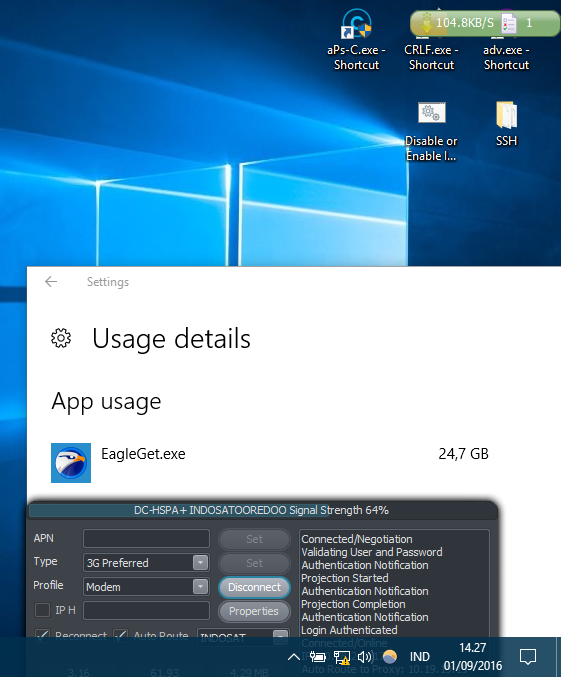 104.8KB/S 1
aPs-C.exe -
Shortcut
CRLF.exe -
Shortcut
adv.exe -
Shortcut
Disable or
Enable I...
SSH
Settings
Usage details
App usage
EagleGet.exe 24,7 GB
DC-HSPA+ INDOSATOOREDOO Signal Strength 64%
APN
Set
Type
3G Preferred
Set
Profile
Modem
Disconnect
IP H
Properties
Reconnect
Auto Route
INDOSAT
Connected/Negotiation
Validating User and Password
Authentication Notification
Projection Started
Authentication Notification
Projection Completion
Authentication Notification
Login Authenticated
Connected/Online
Auto Route to Proxy: 10.19.19
3.16 61.93 4.29 MB
IND
14.27
01/09/2016